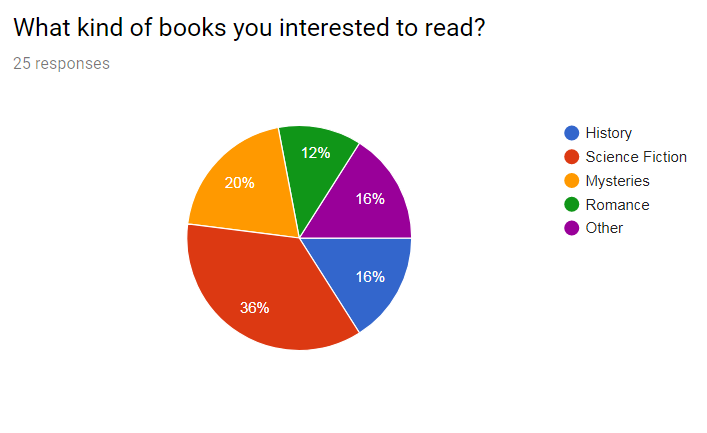 What kind of books you interested to read?
25 responses
12%
20%
16%
16%
36%
History
Science Fiction
Mysteries
Romance
Other